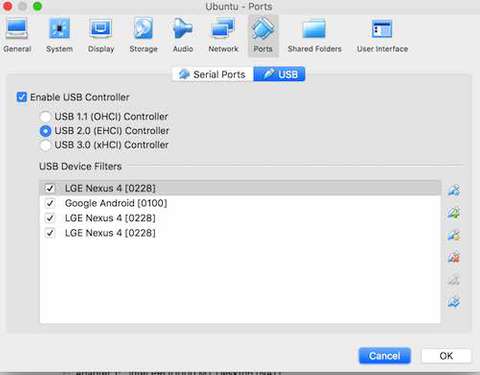 Ubuntu - Ports
General System Display Storage Audio Network Ports Shared Folders User Interface
Serial Ports USB
Enable USB Controller
USB 1.1 (OHCI) Controller
USB 2.0 (EHCI) Controller
USB 3.0 (xHCI) Controller
USB Device Filters
LGE Nexus 4 [0228]
Google Android [0100]
LGE Nexus 4 [0228]
LGE Nexus 4 [0228]
Cancel OK